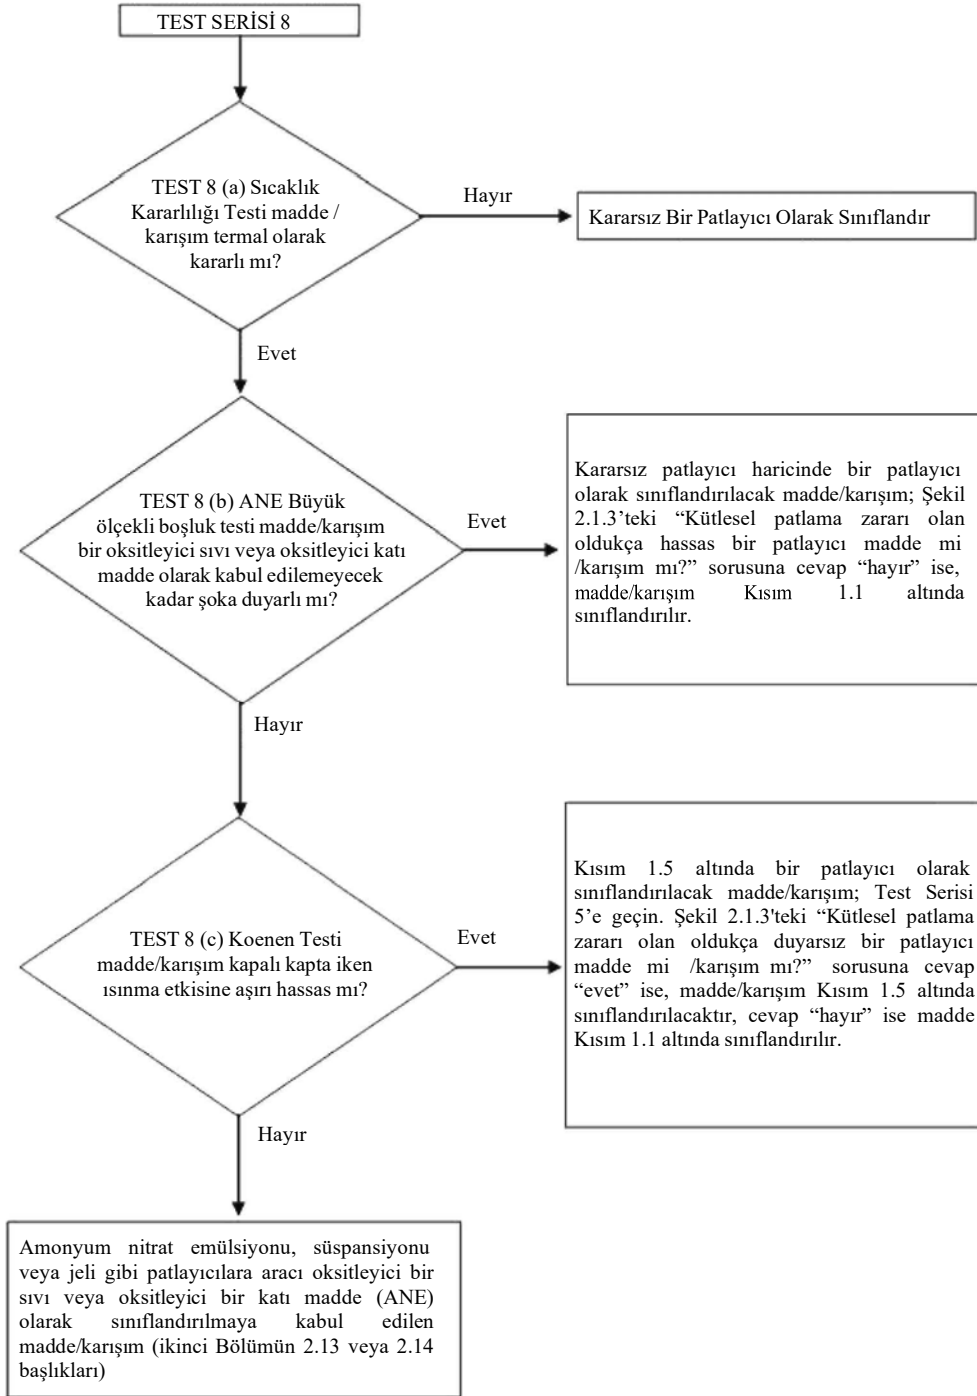 TEST SERİSİ 8
TEST 8 (a) Sıcaklık
Kararlılığı Testi madde /
karışım termal olarak
kararlı mı?
Hayır
Kararsız Bir Patlayıcı Olarak Sınıflandır
Evet
TEST 8 (b) ANE Büyük
ölçekli boşluk testi madde/karışım
bir oksitleyici sıvı veya oksitleyici katı
madde olarak kabul edilemeyecek
kadar şoka duyarlı mı?
Evet
Kararsız patlayıcı haricinde bir patlayıcı
olarak sınıflandırılacak madde/karışım; Şekil
2.1.3’teki “Kütlesel patlama zararı olan
oldukça hassas bir patlayıcı madde mi
/karışım mı?” sorusuna cevap “hayır” ise,
madde/karışım Kısım 1.1 altında
sınıflandırılır.
Hayır
TEST 8 (c) Koenen Testi
madde/karışım kapalı kapta iken
ısınma etkisine aşırı hassas mı?
Evet
Kısım 1.5 altında bir patlayıcı olarak
sınıflandırılacak madde/karışım; Test Serisi
5’e geçin. Şekil 2.1.3'teki “Kütlesel patlama
zararı olan oldukça duyarsız bir patlayıcı
madde mi /karışım mı?” sorusuna cevap
“evet” ise, madde/karışım Kısım 1.5 altında
sınıflandırılacaktır, cevap “hayır” ise madde
Kısım 1.1 altında sınıflandırılır.
Hayır
Amonyum nitrat emülsiyonu, süspansiyonu
veya jeli gibi patlayıcılara aracı oksitleyici bir
sıvı veya oksitleyici bir katı madde (ANE)
olarak sınıflandırılmaya kabul edilen
madde/karışım (ikinci Bölümün 2.13 veya 2.14
başlıkları)